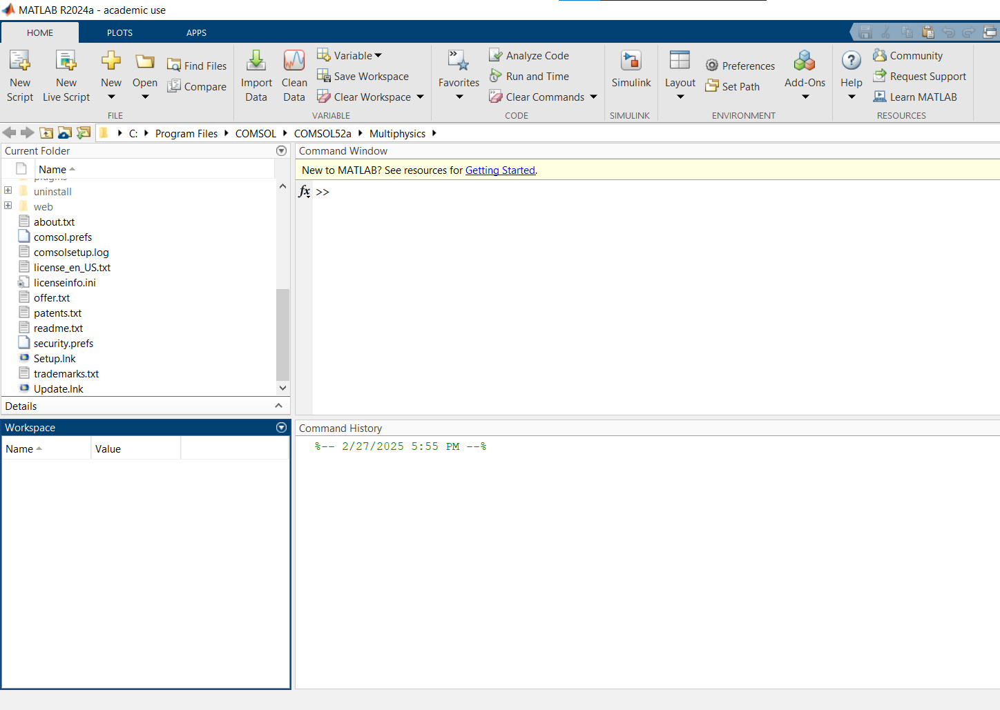 MATLAB R2024a - academic use
HOME PLOTS APPS
New Script
New Live Script
New
Open
Find Files
Compare
FILE
Import Data
Clean Data
Variable
Save Workspace
Clear Workspace
VARIABLE
Favorites
Analyze Code
Run and Time
Clear Commands
CODE
Simulink
SIMULINK
Layout
Preferences
Set Path
Add-Ons
ENVIRONMENT
Help
Community
Request Support
Learn MATLAB
RESOURCES
C: Program Files COMSOL COMSOL52a Multiphysics
Current Folder
Name
plugins
uninstall
web
about.txt
comsol.prefs
comsolsetup.log
license_en_US.txt
licenseinfo.ini
offer.txt
patents.txt
readme.txt
security.prefs
Setup.lnk
trademarks.txt
Update.lnk
Details
Workspace
Name Value
Command Window
New to MATLAB? See resources for Getting Started.
fx >>
Command History
%-- 2/27/2025 5:55 PM --%